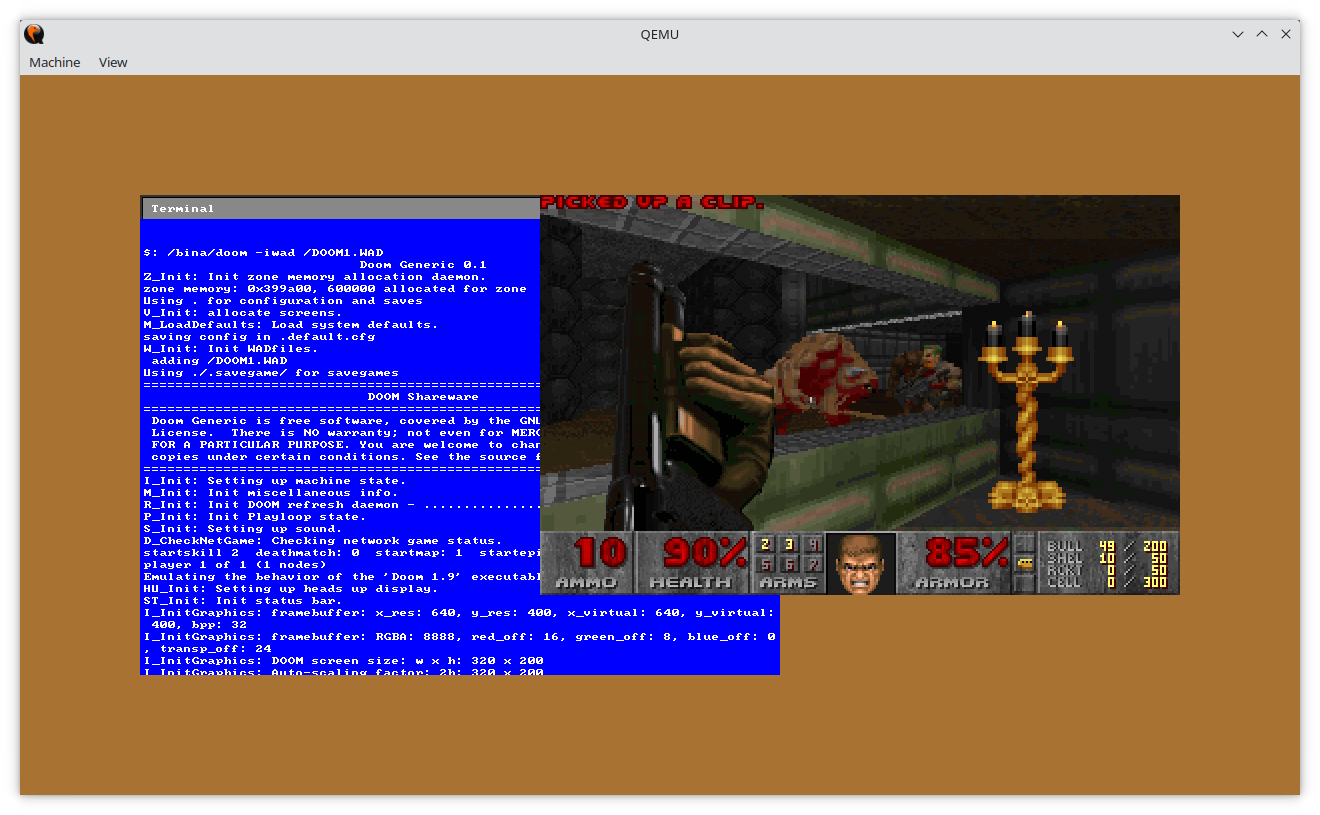 QEMU
Machine View
Terminal
$: /bina/doom -iwad /DOOM1.WAD
Doom Generic 0.1
Z_Init: Init zone memory allocation daemon.
zone memory: 0x399a00, 600000 allocated for zone
Using . for configuration and saves
V_Init: allocate screens.
M_LoadDefaults: Load system defaults.
saving config in .default.cfg
W_Init: Init WADfiles.
adding /DOOM1.WAD
Using ./.savegame/ for savegames
===================================================
DOOM Shareware
===================================================
Doom Generic is free software, covered by the GNU
License. There is NO warranty; not even for MERC
FOR A PARTICULAR PURPOSE. You are welcome to chan
copies under certain conditions. See the source f
===================================================
I_Init: Setting up machine state.
M_Init: Init miscellaneous info.
R_Init: Init DOOM refresh daemon - ...............
P_Init: Init Playloop state.
S_Init: Setting up sound.
D_CheckNetGame: Checking network game status.
startskill 2 deathmatch: 0 startmap: 1 startepi
player 1 of 1 (1 nodes)
Emulating the behavior of the 'Doom 1.9' executabl
HU_Init: Setting up heads up display.
ST_Init: Init status bar.
I_InitGraphics: framebuffer: x_res: 640, y_res: 400, x_virtual: 640, y_virtual:
400, bpp: 32
I_InitGraphics: framebuffer: RGBA: 8888, red_off: 16, green_off: 8, blue_off: 0
, transp_off: 24
I_InitGraphics: DOOM screen size: w x h: 320 x 200
I_InitGraphics: Auto-scaling factor: 2h: 320 x 200
PICKED UP A CLIP.
10 90% 2 3 4 85%
5 6 7
AMMO HEALTH ARMS ARMOR
BULL 49 / 200
SHEL 10 / 50
RCKT 0 / 50
CELL 0 / 300